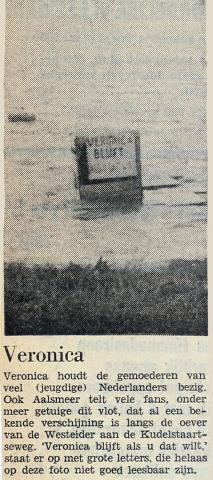 VERONICA
BLIJFT
Veronica
Veronica houdt de gemoederen van
veel (jeugdige) Nederlanders bezig.
Ook Aalsmeer telt vele fans, onder
meer getuige dit vlot, dat al een be-
kende verschijning is langs de oever
van de Westeider aan de Kudelstaart-
seweg. 'Veronica blijft als u dat wilt,'
staat er op met grote letters, die helaas
op deze foto niet goed leesbaar zijn.